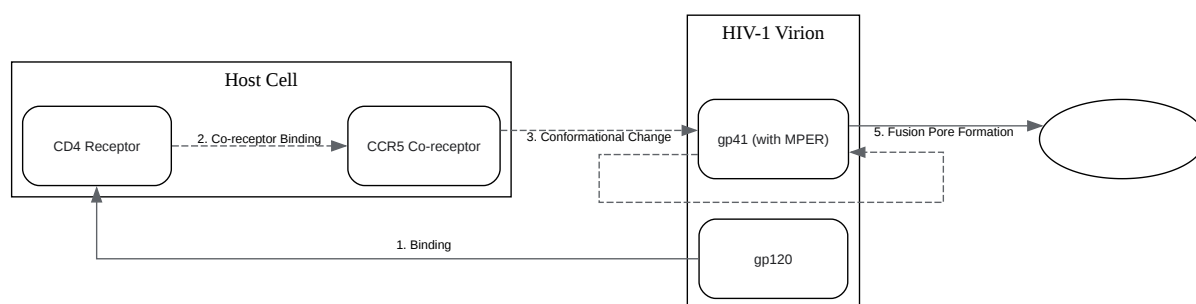 HIV-1 Virion
Host Cell
CD4 Receptor
2. Co-receptor Binding
CCR5 Co-receptor
3. Conformational Change
gp41 (with MPER)
5. Fusion Pore Formation
1. Binding
gp120